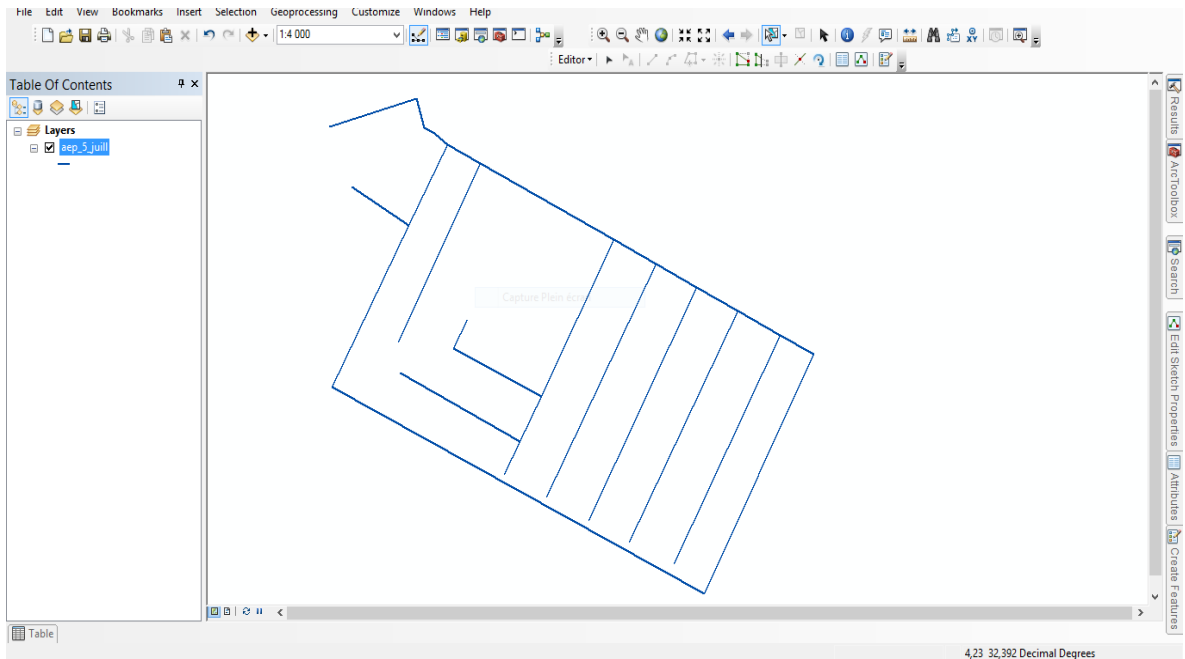 File Edit View Bookmarks Insert Selection Geoprocessing Customize Windows Help
1:4 000
Editor
Table Of Contents
Layers
aep_5_juill
Capture Plein écran
Results
ArcToolbox
Search
Edit Sketch Properties
Attributes
Create Features
Table
4,23 32,392 Decimal Degrees